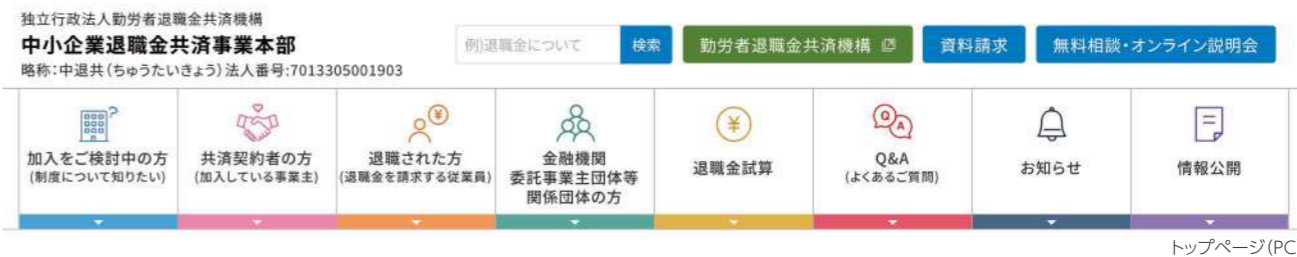 独立行政法人勤労者退職金共済機構
中小企業退職金共済事業本部
略称:中退共(ちゅうたいきょう)法人番号:7013305001903
例)退職金について
検索
勤労者退職金共済機構
資料請求
無料相談・オンライン説明会
加入をご検討中の方
(制度について知りたい)
共済契約者の方
(加入している事業主)
退職された方
(退職金を請求する従業員)
金融機関
委託事業主団体等
関係団体の方
退職金試算
Q&A
(よくあるご質問)
お知らせ
情報公開
トップページ(PC